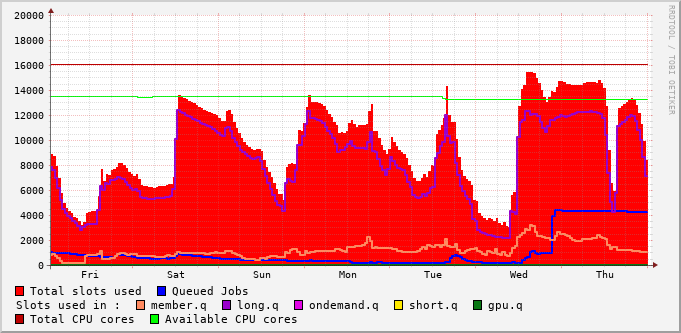 RRDTOOL / TOBI OETIKER
20000
18000
16000
14000
12000
10000
8000
6000
4000
2000
0
Fri Sat Sun Mon Tue Wed Thu
Total slots used Queued Jobs
Slots used in : member.q long.q ondemand.q short.q gpu.q
Total CPU cores Available CPU cores